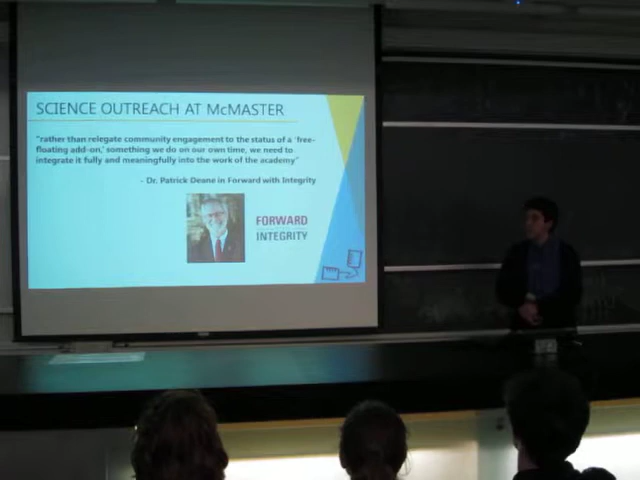 SCIENCE OUTREACH AT McMASTER
"rather than relegate community engagement to the status of a 'free-
floating add-on,' something we do on our own time, we need to
integrate it fully and meaningfully into the work of the academy"
- Dr. Patrick Deane in Forward with Integrity
FORWARD
INTEGRITY